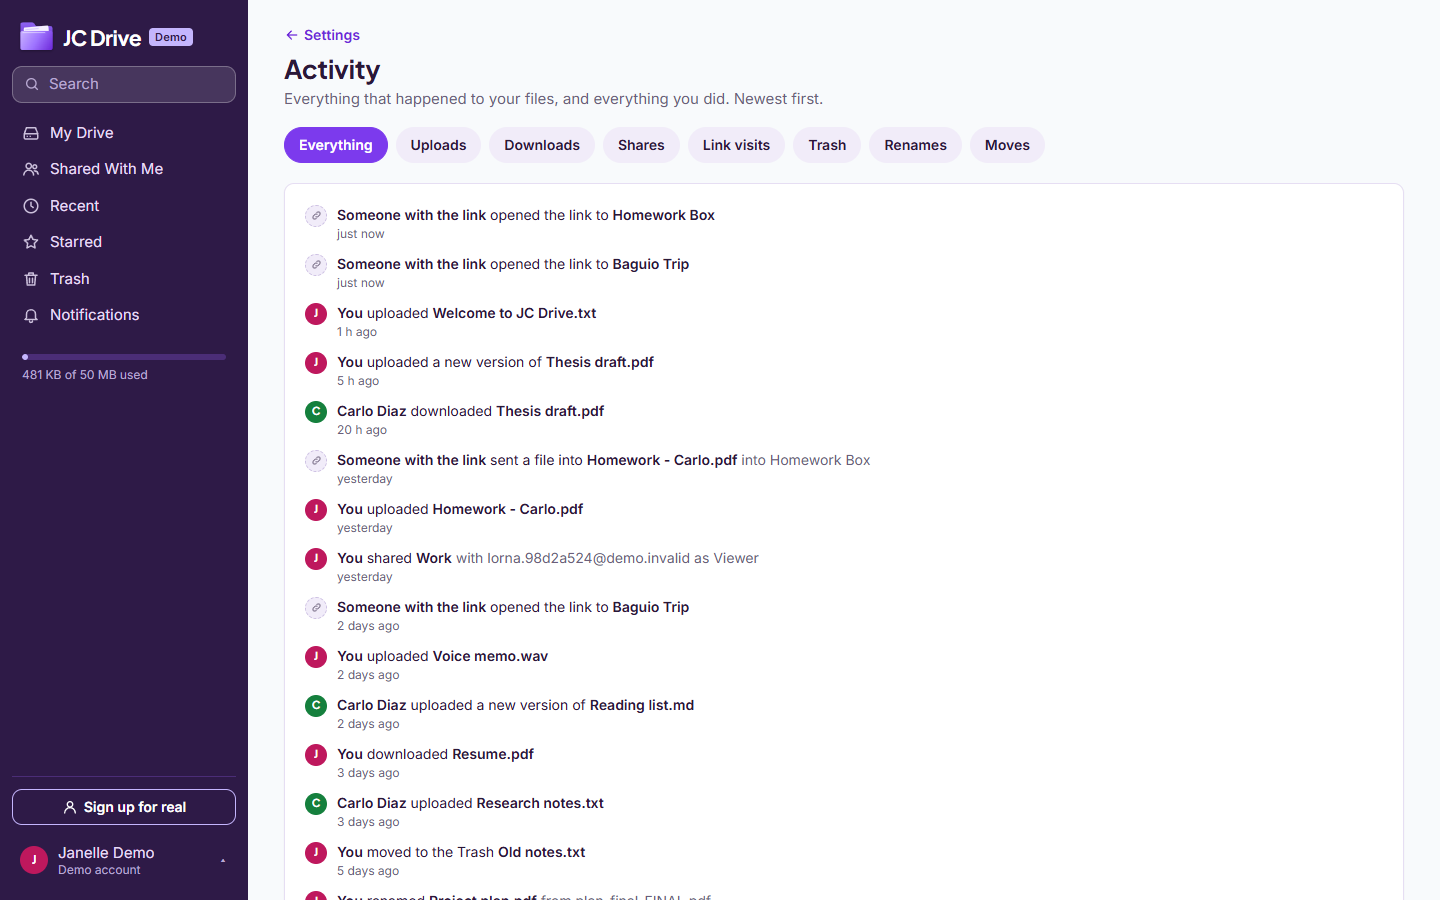 JC Drive Demo
Search
My Drive
Shared With Me
Recent
Starred
Trash
Notifications
481 KB of 50 MB used
Sign up for real
J
Janelle Demo
Demo account
← Settings
Activity
Everything that happened to your files, and everything you did. Newest first.
Everything Uploads Downloads Shares Link visits Trash Renames Moves
Someone with the link opened the link to Homework Box
just now
Someone with the link opened the link to Baguio Trip
just now
J You uploaded Welcome to JC Drive.txt
1 h ago
J You uploaded a new version of Thesis draft.pdf
5 h ago
C Carlo Diaz downloaded Thesis draft.pdf
20 h ago
Someone with the link sent a file into Homework - Carlo.pdf into Homework Box
yesterday
J You uploaded Homework - Carlo.pdf
yesterday
J You shared Work with lorna.98d2a524@demo.invalid as Viewer
yesterday
Someone with the link opened the link to Baguio Trip
2 days ago
J You uploaded Voice memo.wav
2 days ago
C Carlo Diaz uploaded a new version of Reading list.md
2 days ago
J You downloaded Resume.pdf
3 days ago
C Carlo Diaz uploaded Research notes.txt
3 days ago
J You moved to the Trash Old notes.txt
5 days ago
You renamed Project plan.pdf from plan_final_FINAL.pdf